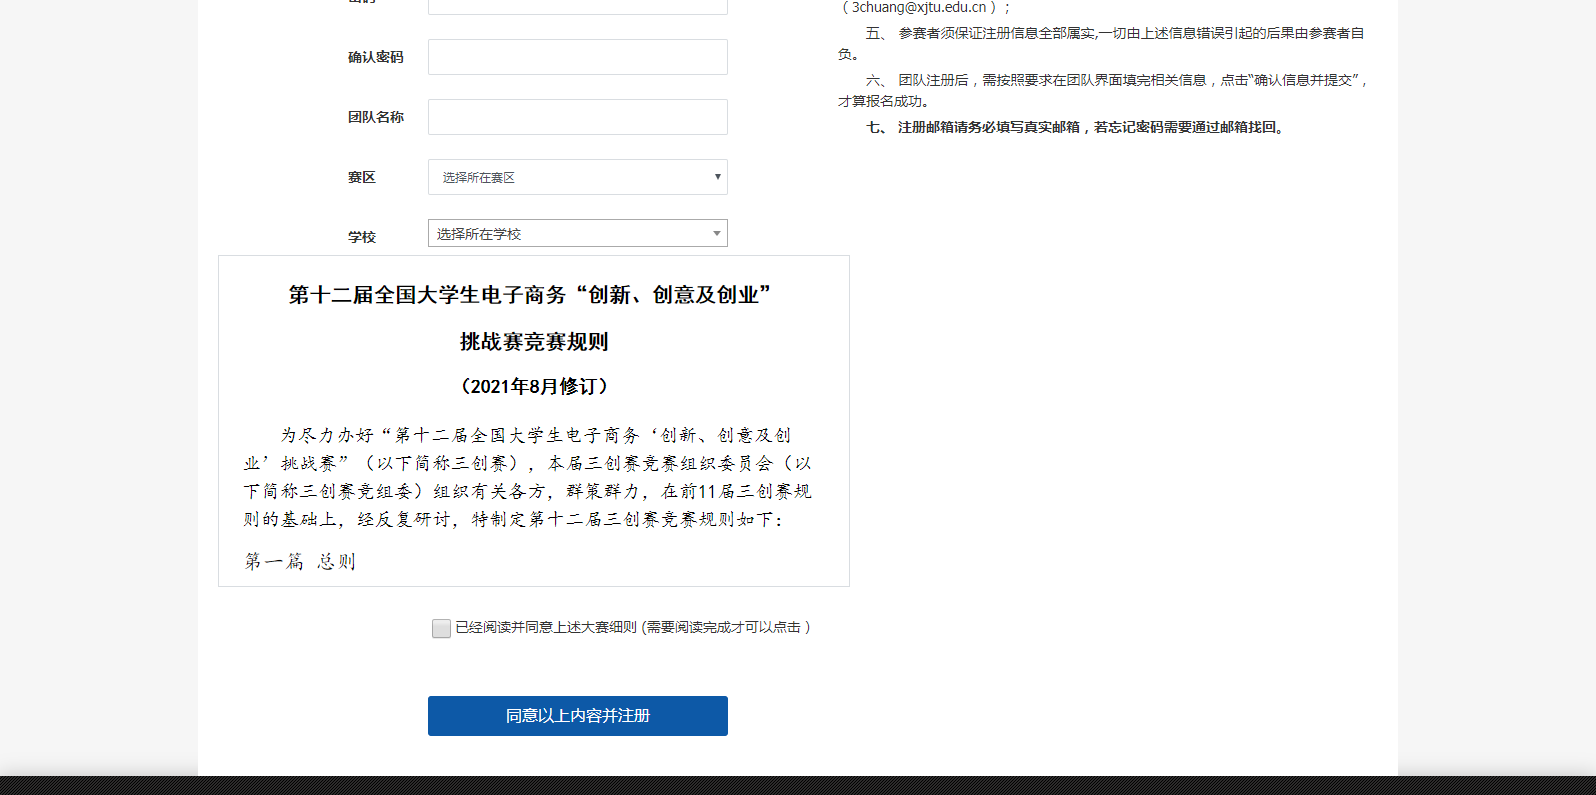 确认密码
团队名称
赛区
选择所在赛区
学校
选择所在学校
第十二届全国大学生电子商务“创新、创意及创业”
挑战赛竞赛规则
（2021年8月修订）
为尽力办好“第十二届全国大学生电子商务‘创新、创意及创
业’挑战赛”（以下简称三创赛），本届三创赛竞赛组织委员会（以
下简称三创赛竞组委）组织有关各方，群策群力，在前11届三创赛规
则的基础上，经反复研讨，特制定第十二届三创赛竞赛规则如下：
第一篇 总则
已经阅读并同意上述大赛细则 (需要阅读完成才可以点击 )
同意以上内容并注册
（3chuang@xjtu.edu.cn）；
五、 参赛者须保证注册信息全部属实,一切由上述信息错误引起的后果由参赛者自
负。
六、 团队注册后，需按照要求在团队界面填完相关信息，点击“确认信息并提交”，
才算报名成功。
七、 注册邮箱请务必填写真实邮箱，若忘记密码需要通过邮箱找回。